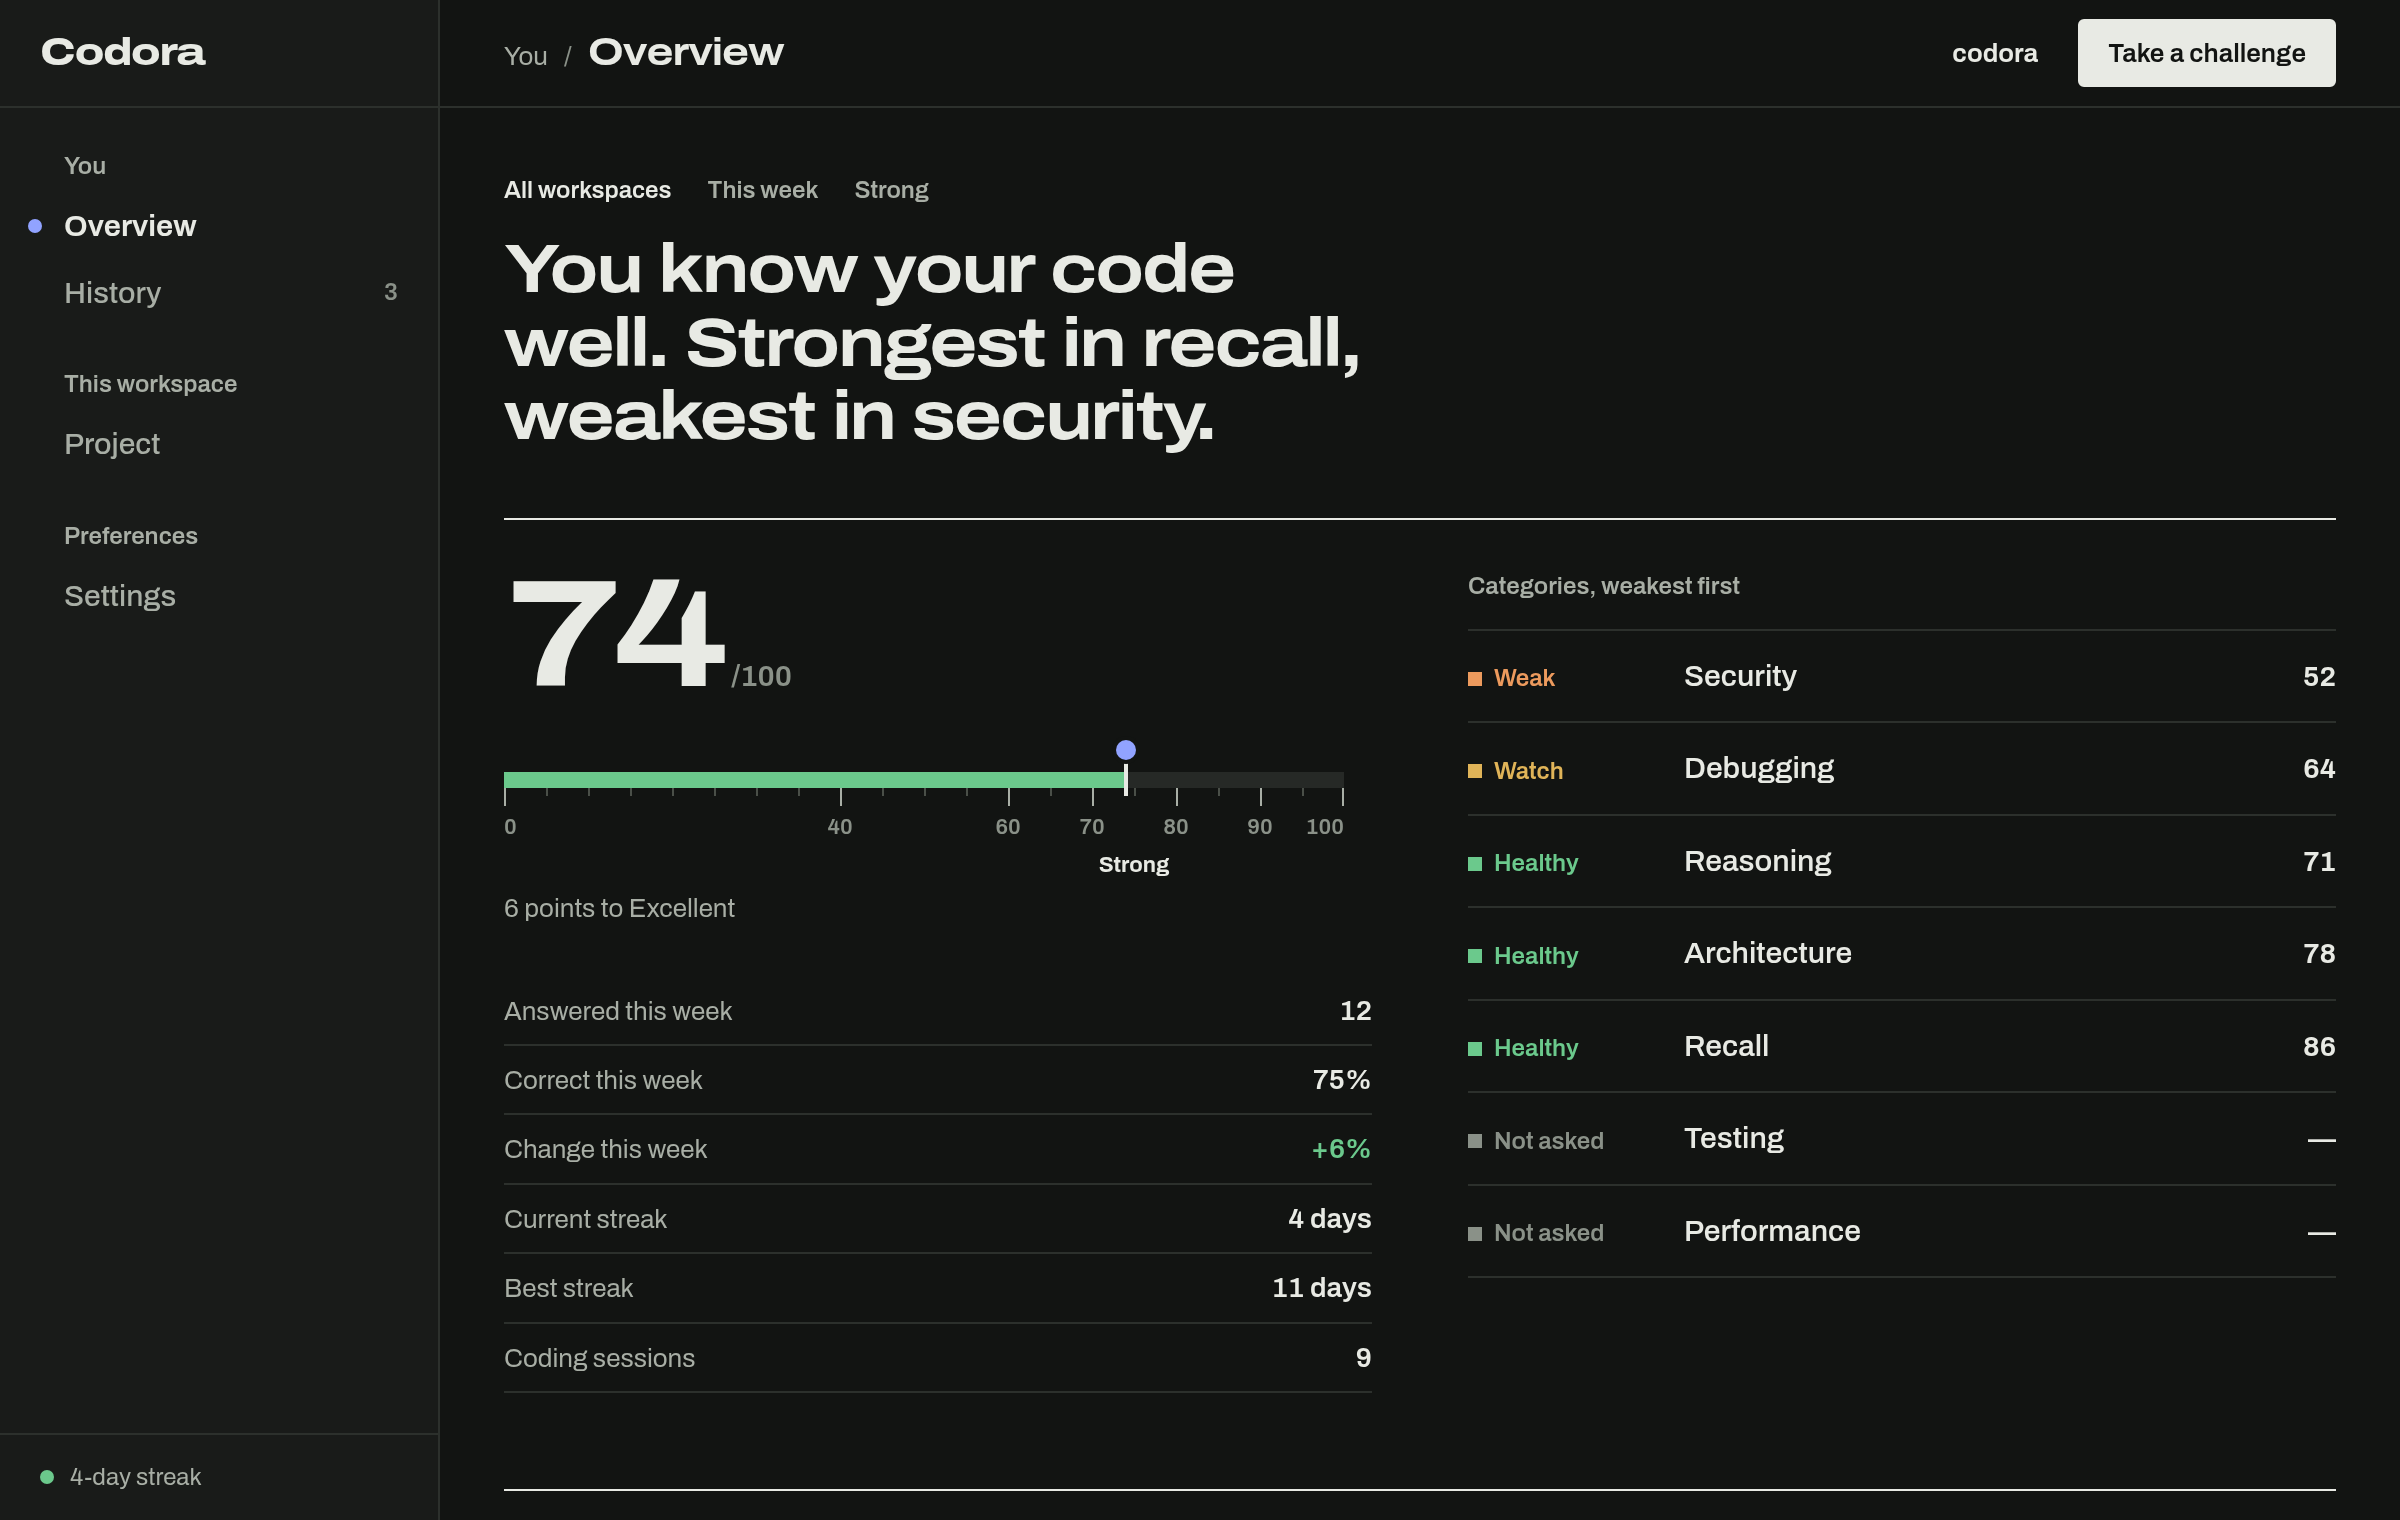 Codora
You / Overview
codora
Take a challenge
You
Overview
History 3
This workspace
Project
Preferences
Settings
4-day streak
All workspaces This week Strong
You know your code
well. Strongest in recall,
weakest in security.
74 /100
0 40 60 70 80 90 100
Strong
6 points to Excellent
Answered this week 12
Correct this week 75%
Change this week +6%
Current streak 4 days
Best streak 11 days
Coding sessions 9
Categories, weakest first
Weak Security 52
Watch Debugging 64
Healthy Reasoning 71
Healthy Architecture 78
Healthy Recall 86
Not asked Testing —
Not asked Performance —